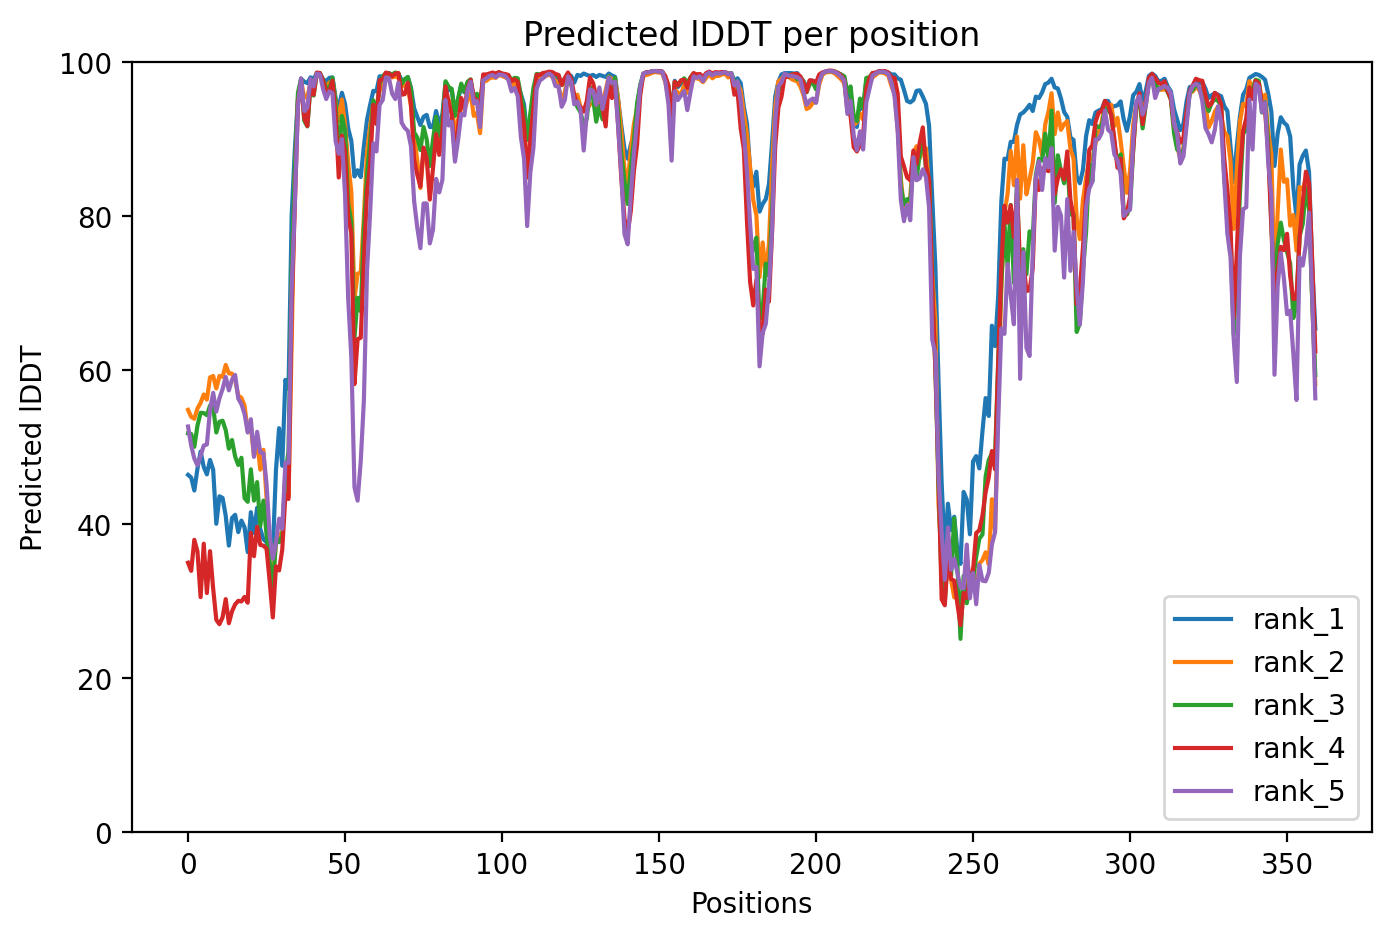 Predicted lDDT per position
100
80
60
40
20
0
Predicted lDDT
0 50 100 150 200 250 300 350
Positions
rank_1
rank_2
rank_3
rank_4
rank_5